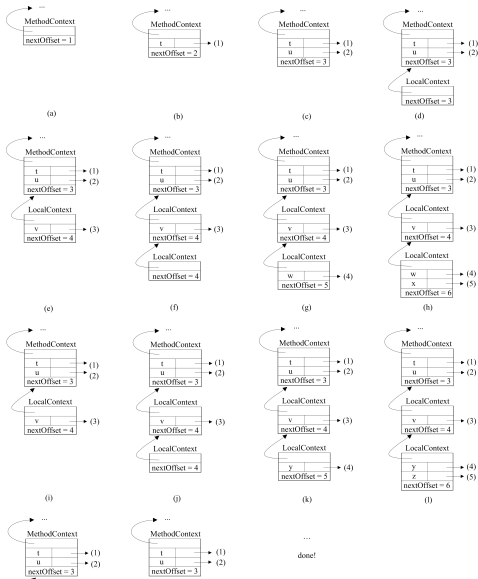 ...
MethodContext
nextOffset = 1
(a)
...
MethodContext
t (1)
nextOffset = 2
(b)
...
MethodContext
t (1)
u (2)
nextOffset = 3
(c)
...
MethodContext
t (1)
u (2)
nextOffset = 3
LocalContext
nextOffset = 3
(d)
...
MethodContext
t (1)
u (2)
nextOffset = 3
LocalContext
v (3)
nextOffset = 4
(e)
...
MethodContext
t (1)
u (2)
nextOffset = 3
LocalContext
v (3)
nextOffset = 4
LocalContext
nextOffset = 4
(f)
...
MethodContext
t (1)
u (2)
nextOffset = 3
LocalContext
v (3)
nextOffset = 4
LocalContext
w (4)
nextOffset = 5
(g)
...
MethodContext
t (1)
u (2)
nextOffset = 3
LocalContext
v (3)
nextOffset = 4
LocalContext
w (4)
x (5)
nextOffset = 6
(h)
...
MethodContext
t (1)
u (2)
nextOffset = 3
LocalContext
v (3)
nextOffset = 4
(i)
...
MethodContext
t (1)
u (2)
nextOffset = 3
LocalContext
v (3)
nextOffset = 4
LocalContext
nextOffset = 4
(j)
...
MethodContext
t (1)
u (2)
nextOffset = 3
LocalContext
v (3)
nextOffset = 4
LocalContext
y (4)
nextOffset = 5
(k)
...
MethodContext
t (1)
u (2)
nextOffset = 3
LocalContext
v (3)
nextOffset = 4
LocalContext
y (4)
z (5)
nextOffset = 6
(l)
...
MethodContext
t (1)
u (2)
nextOffset = 3
...
MethodContext
t (1)
u (2)
nextOffset = 3
...
done!